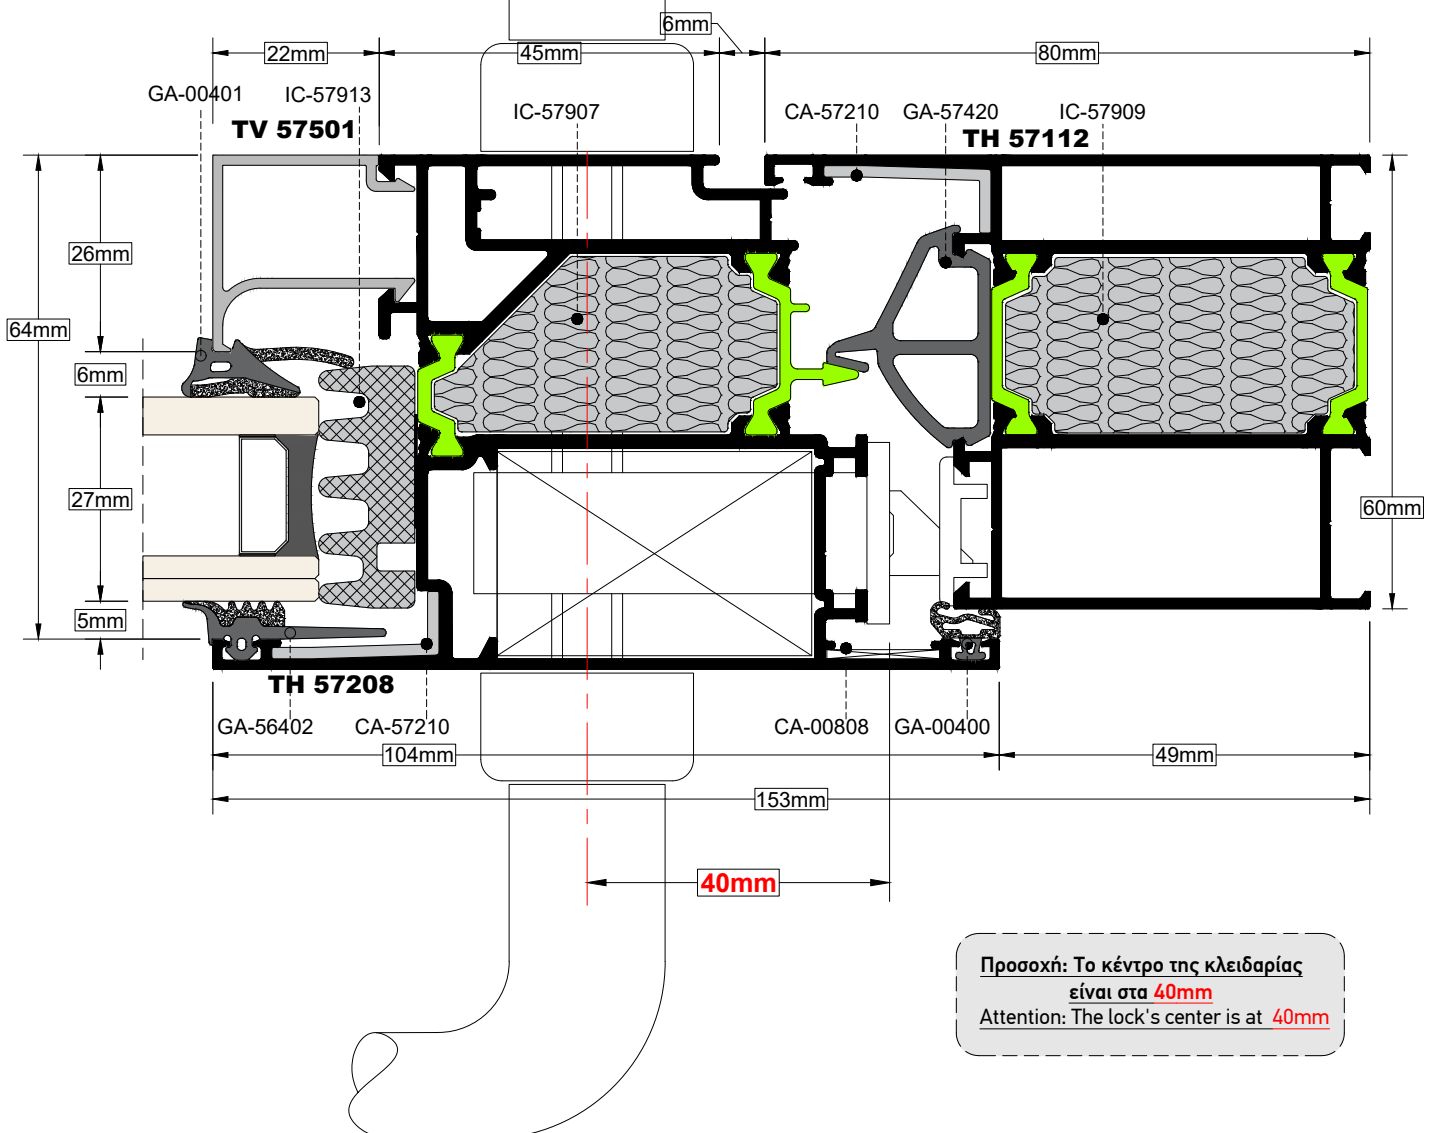 6mm
22mm
45mm
80mm
GA-00401
IC-57913
IC-57907
CA-57210
GA-57420
IC-57909
TV 57501
TH 57112
26mm
64mm
6mm
27mm
60mm
5mm
TH 57208
GA-56402
CA-57210
CA-00808
GA-00400
104mm
49mm
153mm
40mm
Προσοχή: Το κέντρο της κλειδαρίας
είναι στα 40mm
Attention: The lock's center is at 40mm